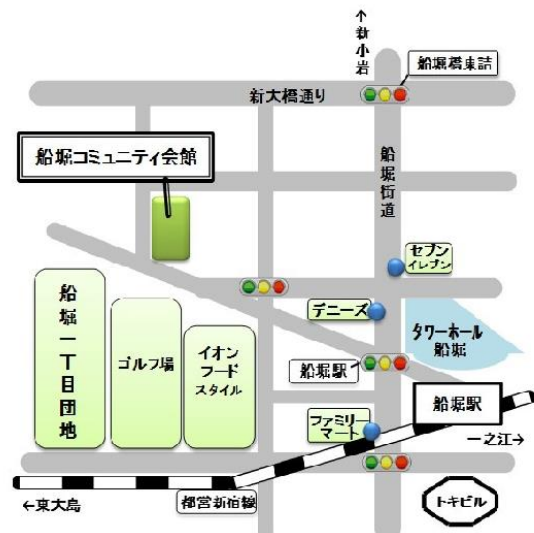 ↑新小岩
船堀橋東詰
新大橋通り
船堀コミュニティ会館
船堀街道
セブン
イレブン
デニーズ
タワーホール
船堀
船堀一丁目団地
ゴルフ場
イオン
フード
スタイル
船堀駅
船堀駅
ファミリー
マート
一之江→
←東大島
都営新宿線
トキビル